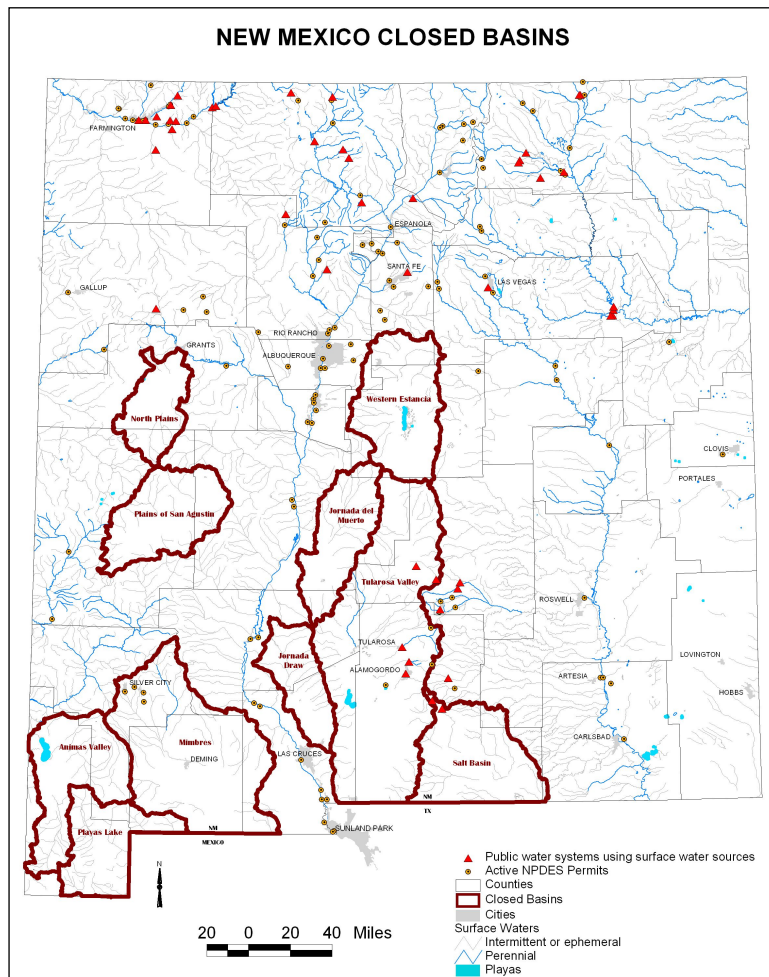 NEW MEXICO CLOSED BASINS
FARMINGTON
ESPANOLA
SANTA FE
GALLUP
LAS VEGAS
RIO RANCHO
GRANTS
ALBUQUERQUE
Western Estancia
North Plains
CLOVIS
PORTALES
Plains of San Agustin
Jornada del
Muerto
Tularosa Valley
ROSWELL
TULAROSA
Jornada
Draw
LOVINGTON
ALAMOGORDO
SILVER CITY
ARTESIA
HOBBS
Animas Valley
Mimbres
CARLSBAD
LAS CRUCES
DEMING
Salt Basin
NM
TX
Playas Lake
NM
MEXICO
SUNLAND PARK
N
Public water systems using surface water sources
Active NPDES Permits
Counties
Closed Basins
Cities
Surface Waters
Intermittent or ephemeral
Perennial
Playas
20 0 20 40 Miles